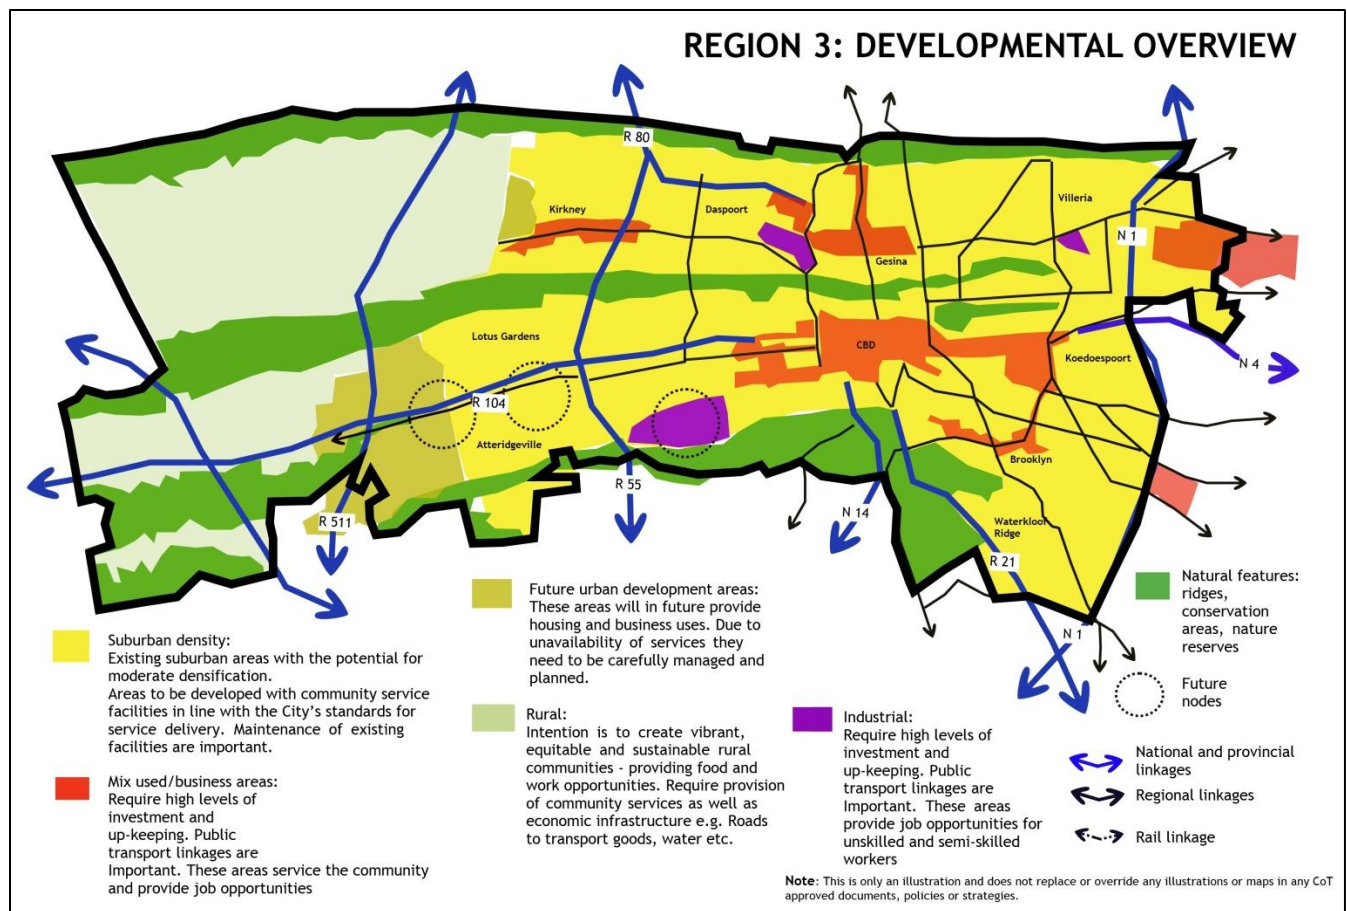 REGION 3: DEVELOPMENTAL OVERVIEW
R 80
Kirkney
Daspoort
Villeria
N 1
Gesina
Lotus Gardens
CBD
Koedoespoort
N 4
R 104
Atteridgeville
Brooklyn
R 55
R 511
N 14
Waterkloof
Ridge
R 21
N 1
Suburban density:
Existing suburban areas with the potential for
moderate densification.
Areas to be developed with community service
facilities in line with the City’s standards for
service delivery. Maintenance of existing
facilities are important.
Mix used/business areas:
Require high levels of
investment and
up-keeping. Public
transport linkages are
Important. These areas service the community
and provide job opportunities
Future urban development areas:
These areas will in future provide
housing and business uses. Due to
unavailability of services they
need to be carefully managed and
planned.
Rural:
Intention is to create vibrant,
equitable and sustainable rural
communities - providing food and
work opportunities. Require provision
of community services as well as
economic infrastructure e.g. Roads
to transport goods, water etc.
Industrial:
Require high levels of
investment and
up-keeping. Public
transport linkages are
Important. These areas
provide job opportunities for
unskilled and semi-skilled
workers
Natural features:
ridges,
conservation
areas, nature
reserves
Future
nodes
National and provincial
linkages
Regional linkages
Rail linkage
Note: This is only an illustration and does not replace or override any illustrations or maps in any CoT
approved documents, policies or strategies.